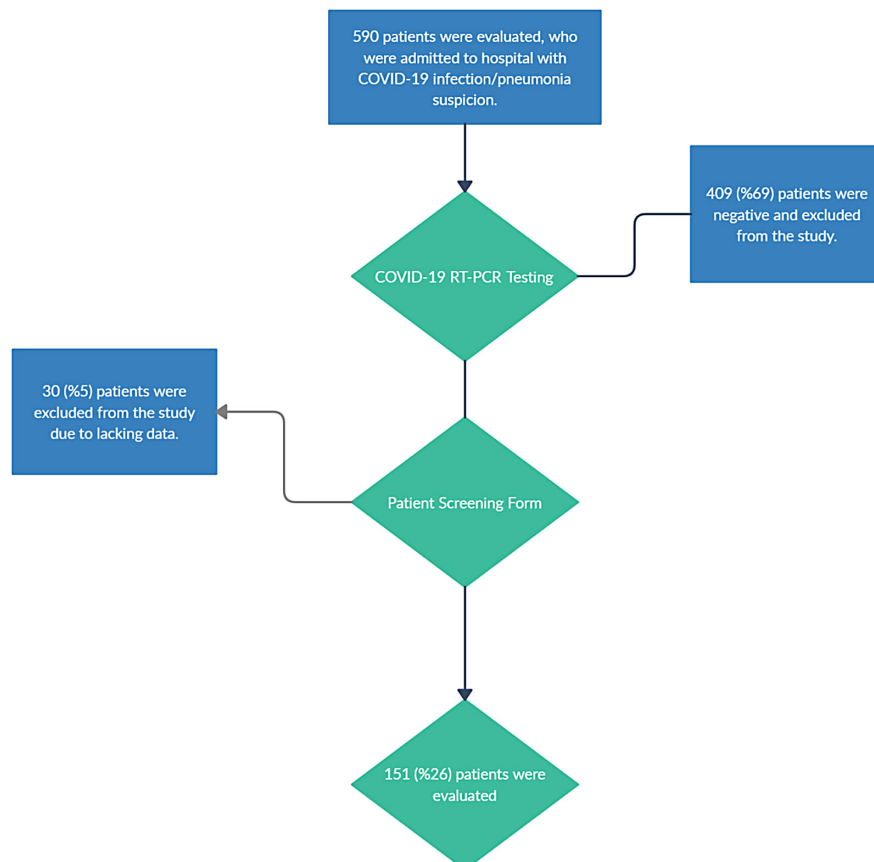 590 patients were evaluated, who
were admitted to hospital with
COVID-19 infection/pneumonia
suspicion.
409 (%69) patients were
negative and excluded
from the study.
COVID-19 RT-PCR Testing
30 (%5) patients were
excluded from the study
due to lacking data.
Patient Screening Form
151 (%26) patients were
evaluated